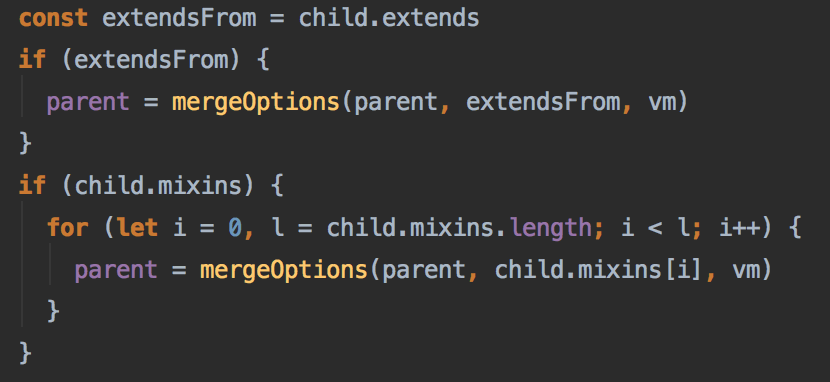 const extendsFrom = child.extends
if (extendsFrom) {
  parent = mergeOptions(parent, extendsFrom, vm)
}
if (child.mixins) {
  for (let i = 0, l = child.mixins.length; i < l; i++) {
    parent = mergeOptions(parent, child.mixins[i], vm)
  }
}